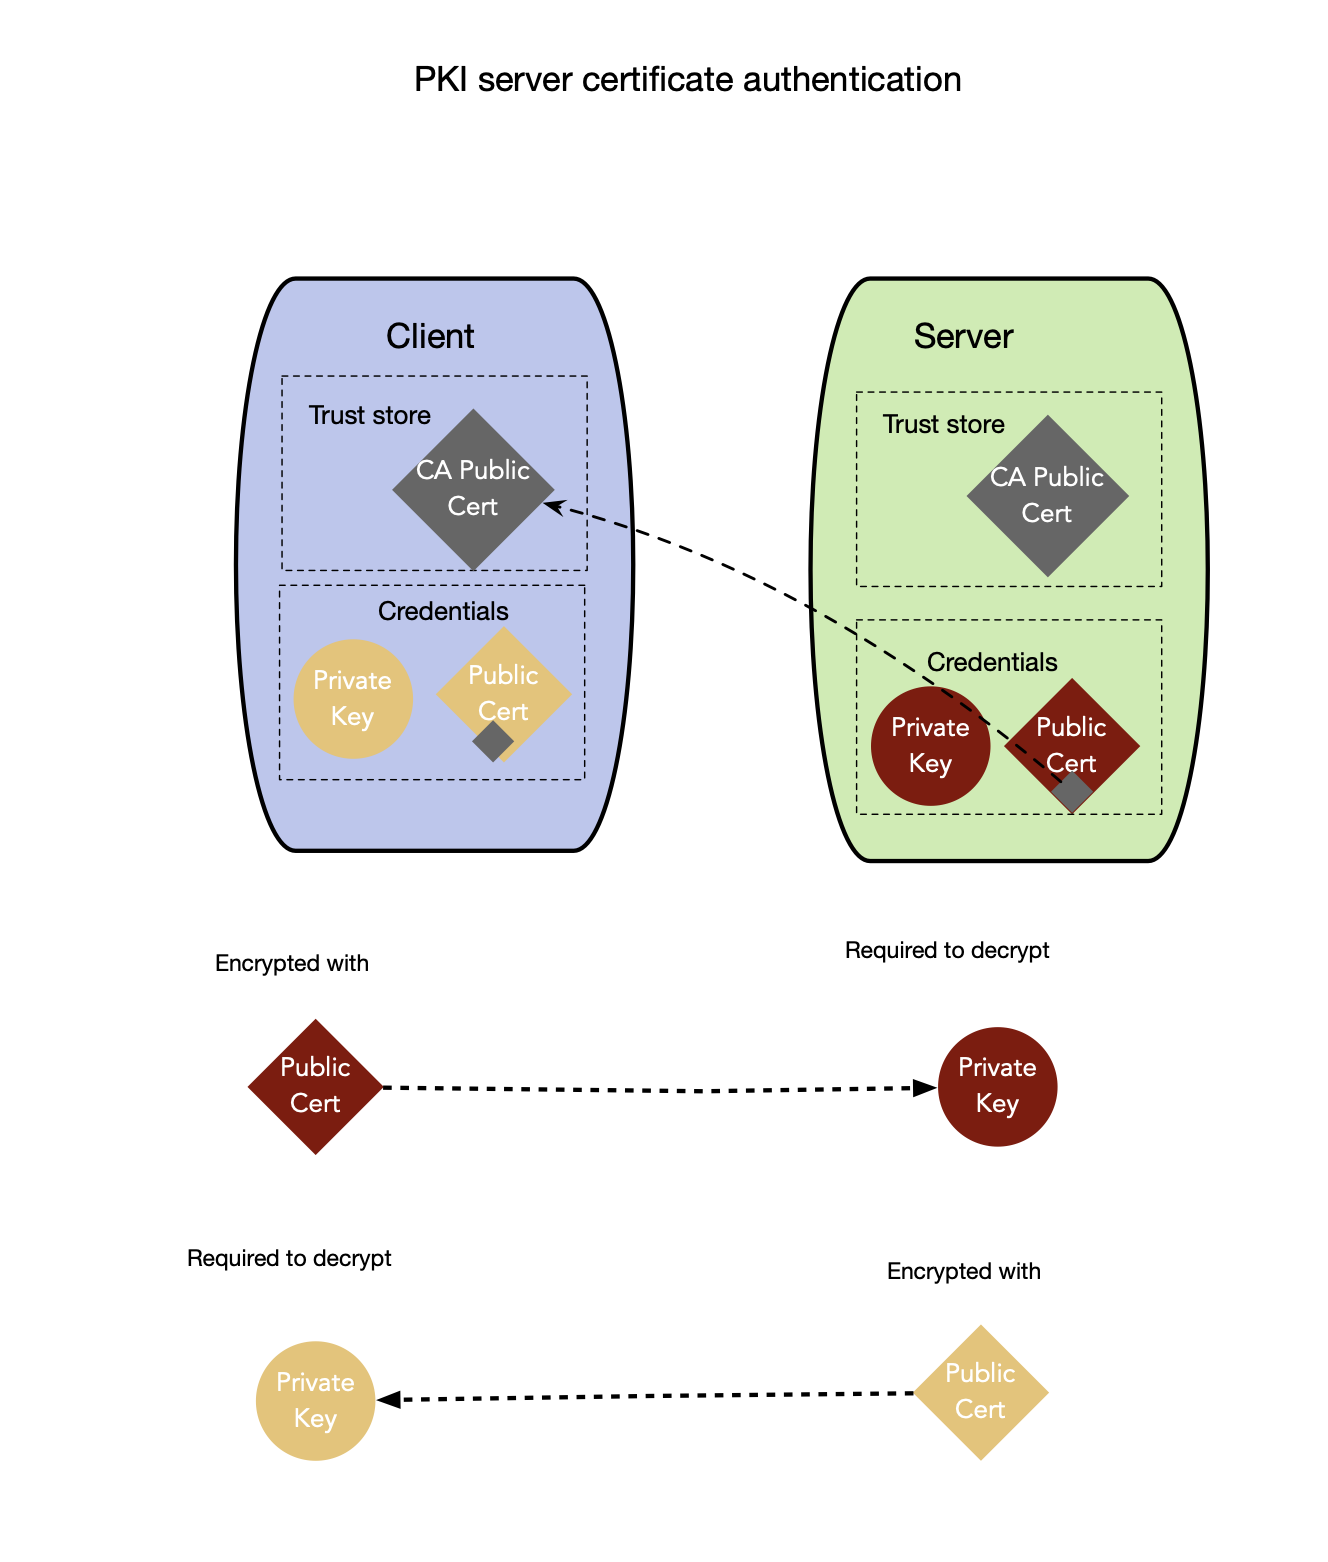 PKI server certificate authentication
Client
Trust store
CA Public
Cert
Credentials
Private
Key
Public
Cert
Server
Trust store
CA Public
Cert
Credentials
Private
Key
Public
Cert
Encrypted with
Required to decrypt
Public
Cert
Private
Key
Required to decrypt
Encrypted with
Private
Key
Public
Cert